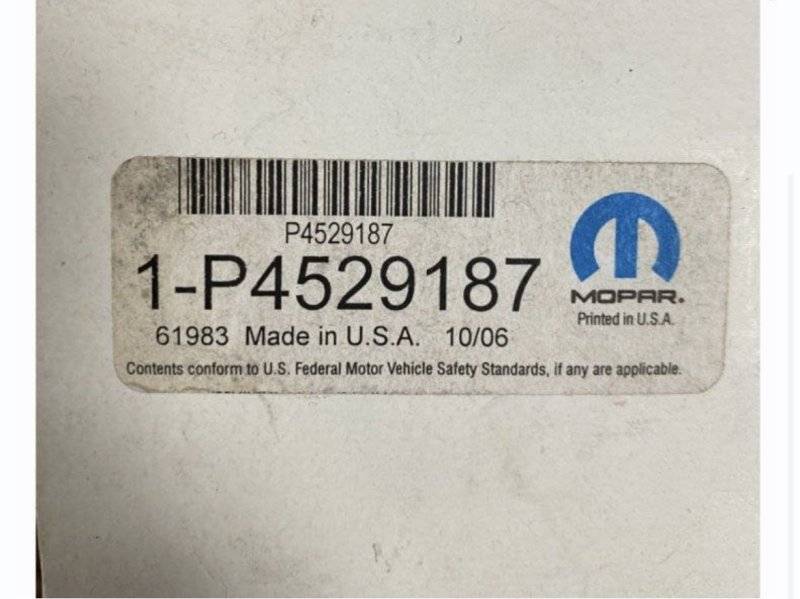 P4529187
1-P4529187
MOPAR®
Printed in U.S.A.
61983 Made in U.S.A. 10/06
Contents conform to U.S. Federal Motor Vehicle Safety Standards, if any are applicable.